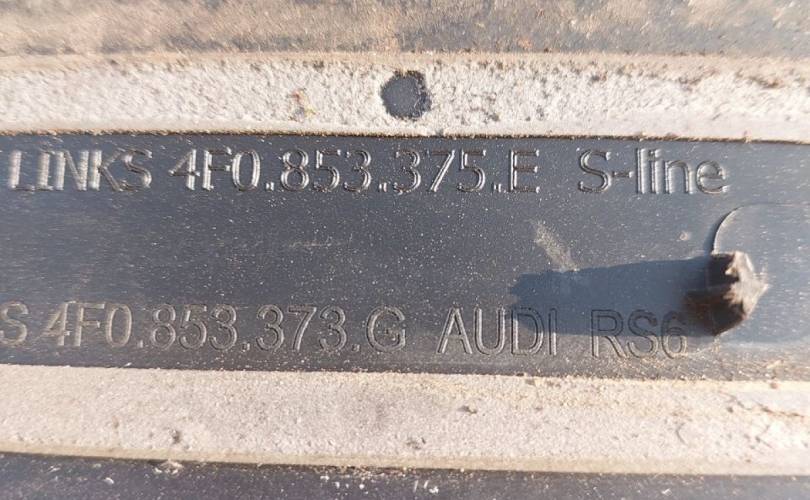 LINKS 4F0.853.375.E S-line
S 4F0.853.373.G AUDI RS6